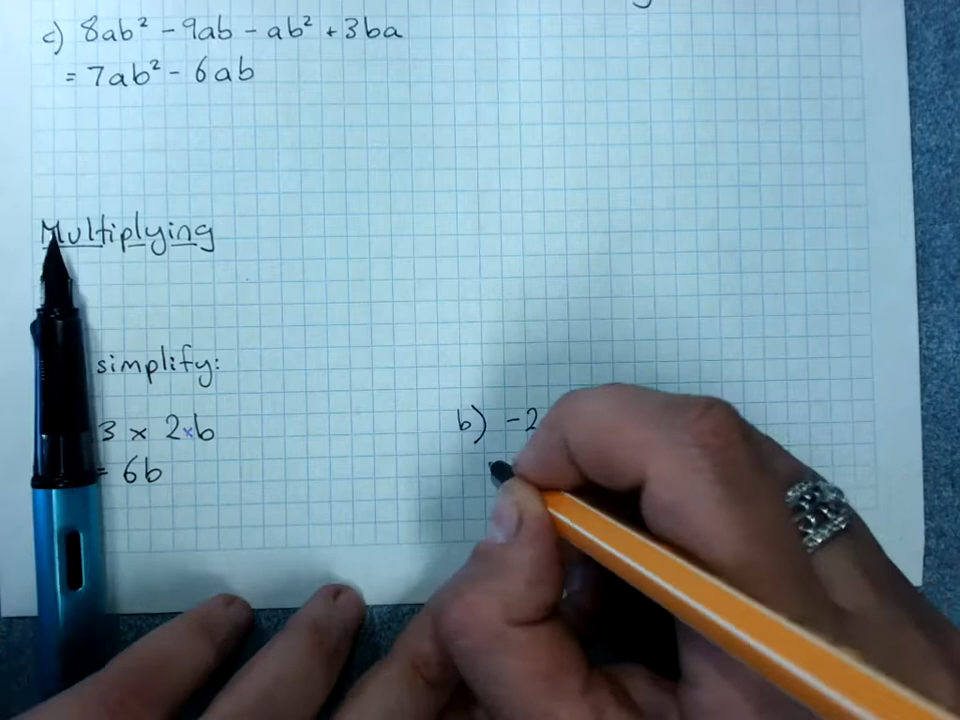 c) 8ab² - 9ab - ab² + 3ba
= 7ab² - 6ab
Multiplying
simplify:
3 × 2×b
= 6b
b) -2